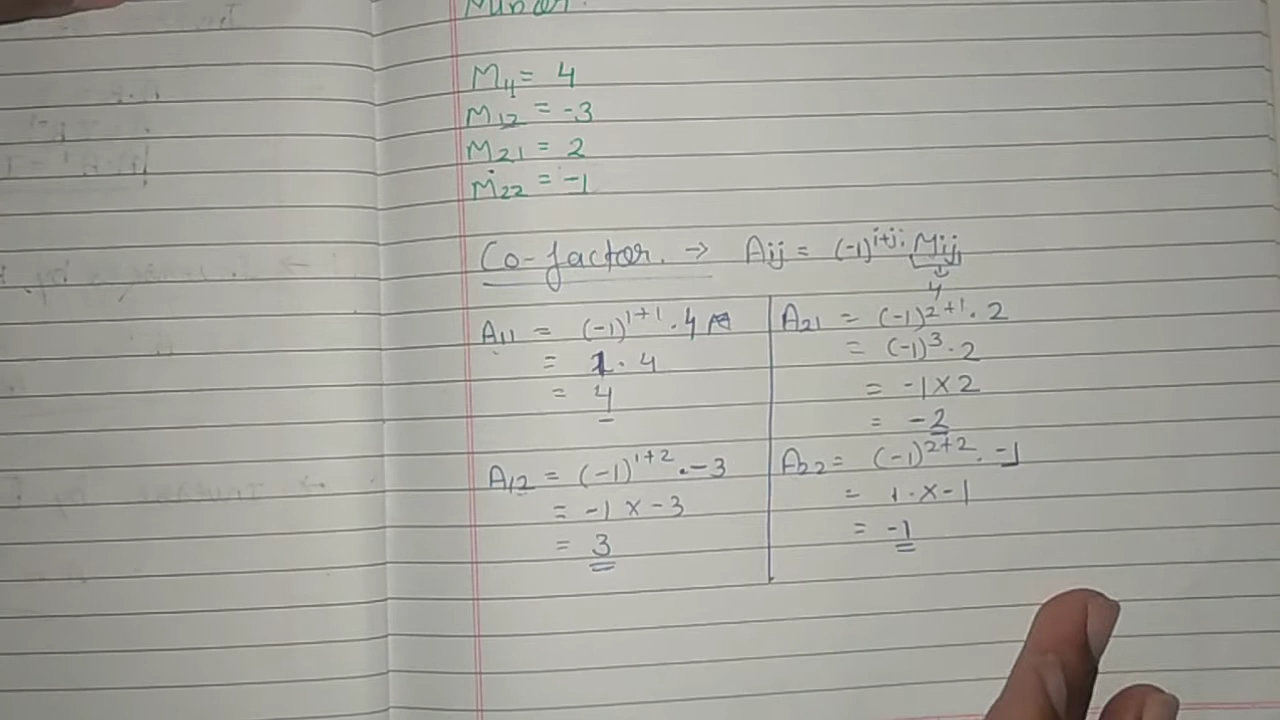 Minor.
M11 = 4
M12 = -3
M21 = 2
M22 = -1
Co-factor. → Aij = (-1)^i+j. Mij
4
A11 = (-1)^1+1 . 4
= 1 . 4
= 4
A12 = (-1)^1+2 . -3
= -1 x -3
= 3
A21 = (-1)^2+1 . 2
= (-1)^3 . 2
= -1 x 2
= -2
A22 = (-1)^2+2 . -1
= 1 . x -1
= -1